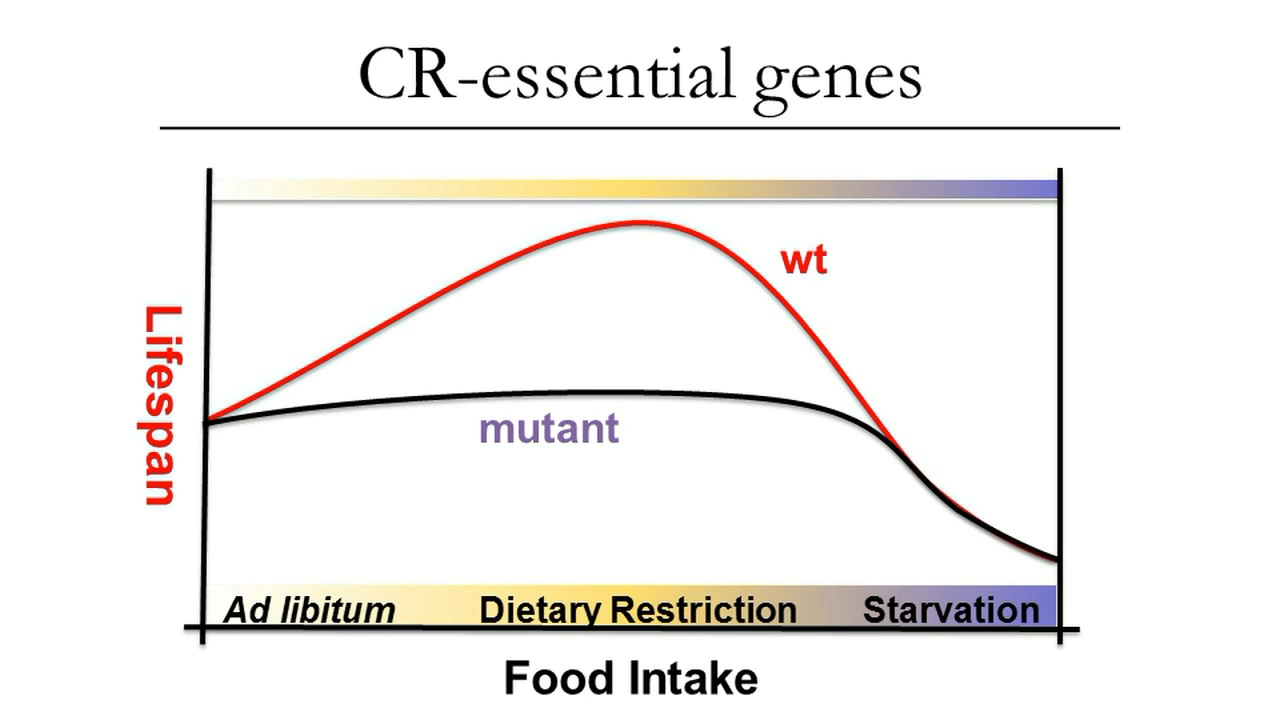 CR-essential genes
wt
Lifespan
mutant
Ad libitum Dietary Restriction Starvation
Food Intake